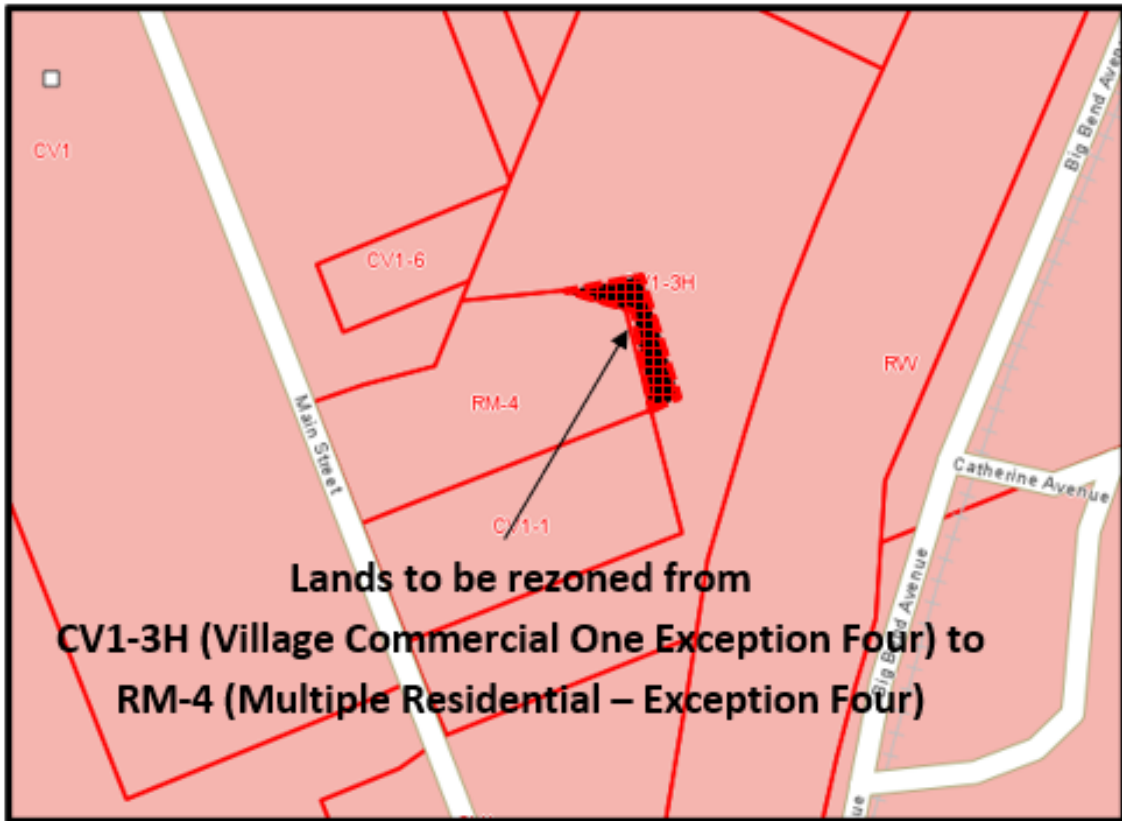 Big Bend Avenue
CV1
CV1-6
V1-3H
RW
RM-4
Main Street
Catherine Avenue
CV1-1
Lands to be rezoned from
CV1-3H (Village Commercial One Exception Four) to
RM-4 (Multiple Residential – Exception Four)
Big Bend Avenue
ue